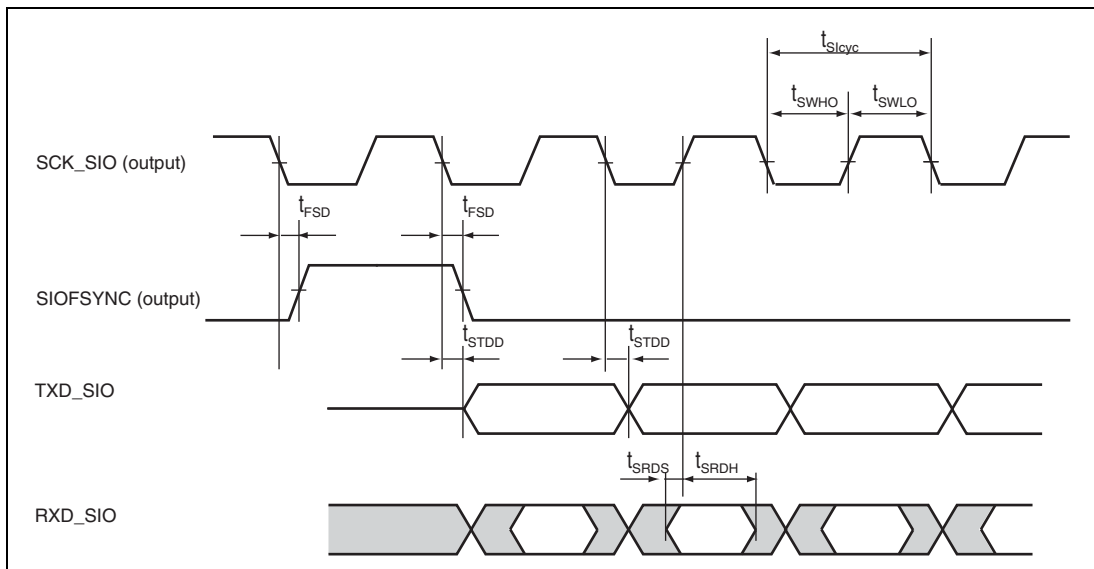 tSIcyc
tSWHO tSWLO
SCK_SIO (output)
tFSD tFSD
SIOFSYNC (output)
tSTDD tSTDD
TXD_SIO
tSRDS tSRDH
RXD_SIO